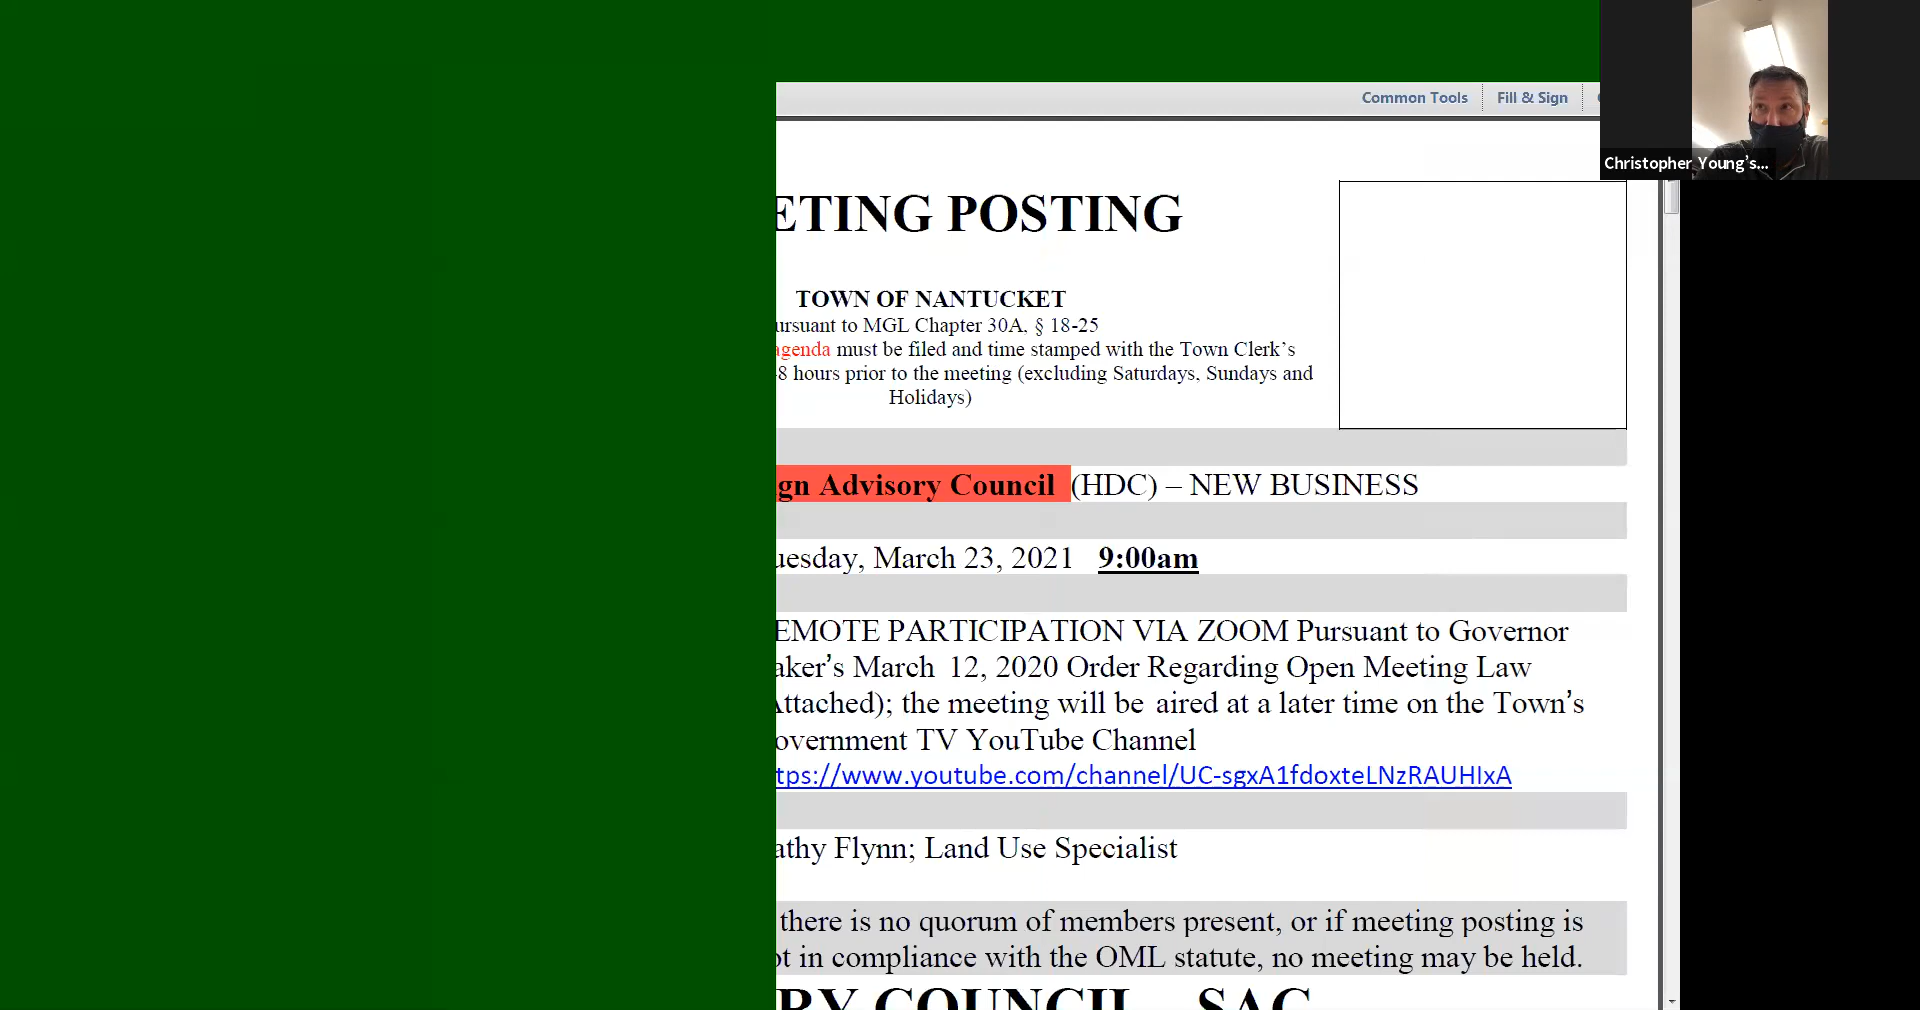 Common Tools
Fill & Sign
Christopher Young’s...
ETING POSTING
TOWN OF NANTUCKET
ursuant to MGL Chapter 30A, § 18-25
agenda must be filed and time stamped with the Town Clerk’s
8 hours prior to the meeting (excluding Saturdays, Sundays and
Holidays)
gn Advisory Council (HDC) – NEW BUSINESS
uesday, March 23, 2021 9:00am
EMOTE PARTICIPATION VIA ZOOM Pursuant to Governor
aker’s March 12, 2020 Order Regarding Open Meeting Law
Attached); the meeting will be aired at a later time on the Town’s
overnment TV YouTube Channel
tps://www.youtube.com/channel/UC-sgxA1fdoxteLNzRAUHIxA
athy Flynn; Land Use Specialist
there is no quorum of members present, or if meeting posting is
ot in compliance with the OML statute, no meeting may be held.
RY COUNCIL – SAC